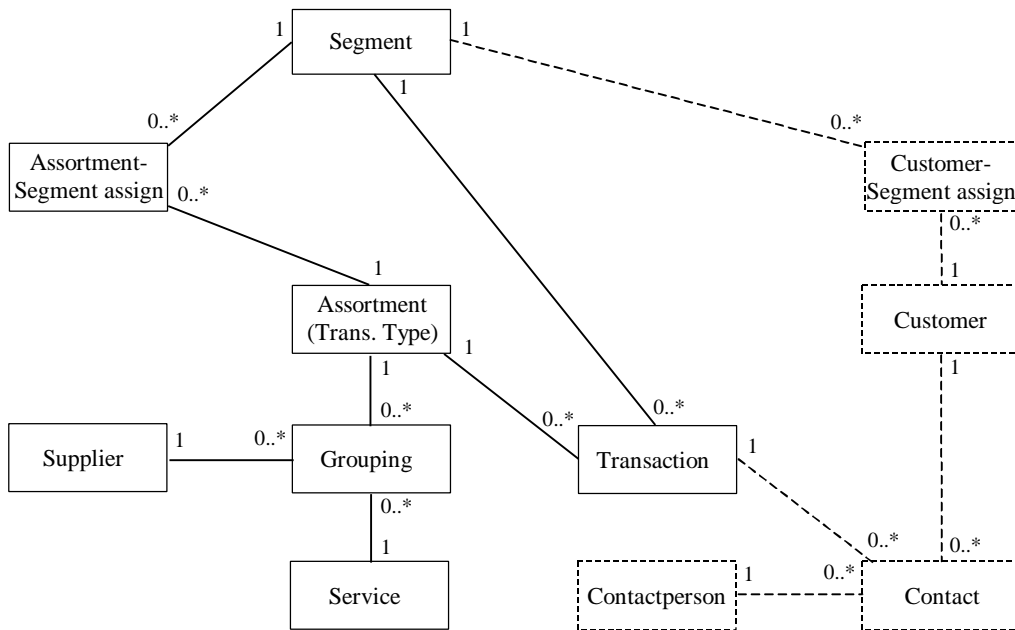 1
Segment
1
1
0..*
0..*
Assortment-
Segment assign
Customer-
Segment assign
0..*
0..*
1
1
Assortment
(Trans. Type)
Customer
1
1
1
0..*
0..*
0..*
Supplier
1
0..*
Grouping
Transaction
1
0..*
1
0..*
0..*
Service
Contactperson
1
0..*
Contact